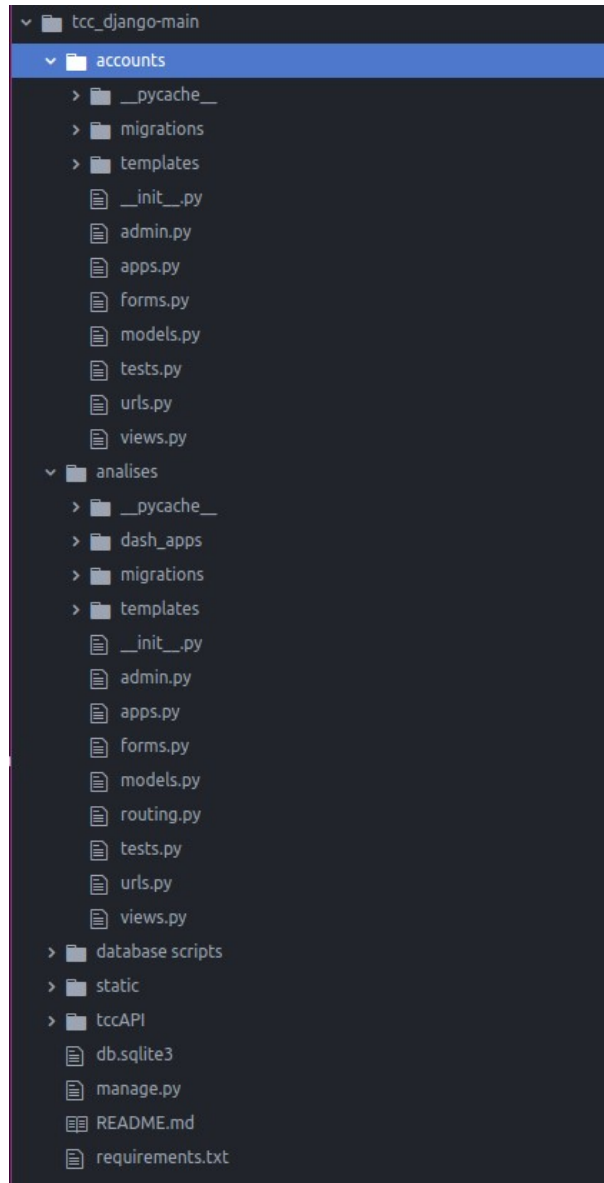 tcc_django-main
accounts
__pycache__
migrations
templates
__init__.py
admin.py
apps.py
forms.py
models.py
tests.py
urls.py
views.py
analises
__pycache__
dash_apps
migrations
templates
__init__.py
admin.py
apps.py
forms.py
models.py
routing.py
tests.py
urls.py
views.py
database scripts
static
tccAPI
db.sqlite3
manage.py
README.md
requirements.txt